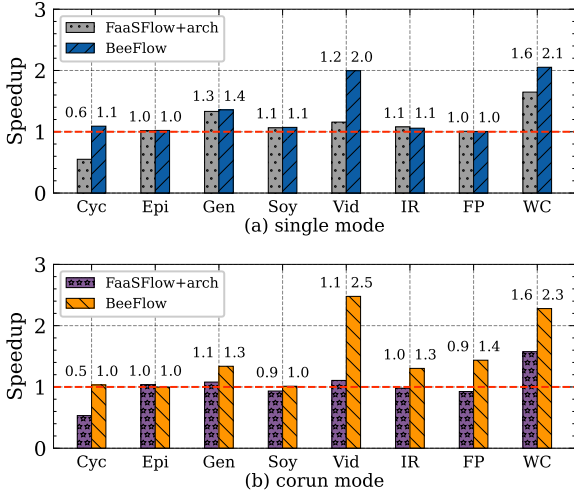 3
2
1
0
Speedup
FaaSFlow+arch
BeeFlow
0.6 1.1
1.0 1.0
1.3 1.4
1.1 1.1
1.2 2.0
1.1 1.1
1.0 1.0
1.6 2.1
Cyc Epi Gen Soy Vid IR FP WC
(a) single mode
3
2
1
0
Speedup
FaaSFlow+arch
BeeFlow
0.5 1.0
1.0 1.0
1.1 1.3
0.9 1.0
1.1 2.5
1.0 1.3
0.9 1.4
1.6 2.3
Cyc Epi Gen Soy Vid IR FP WC
(b) corun mode